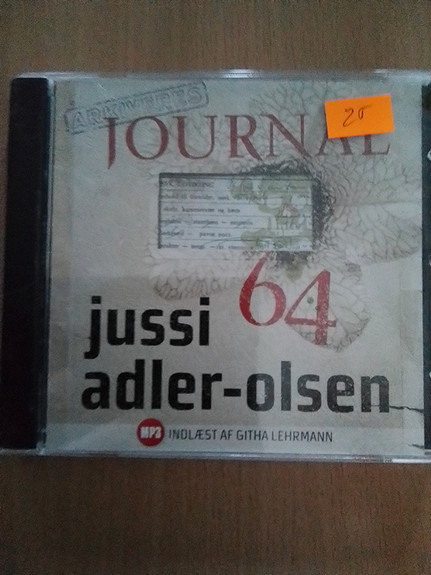 ARKIVERES
JOURNAL
20
64
jussi
adler-olsen
MP3 INDLÆST AF GITHA LEHRMANN